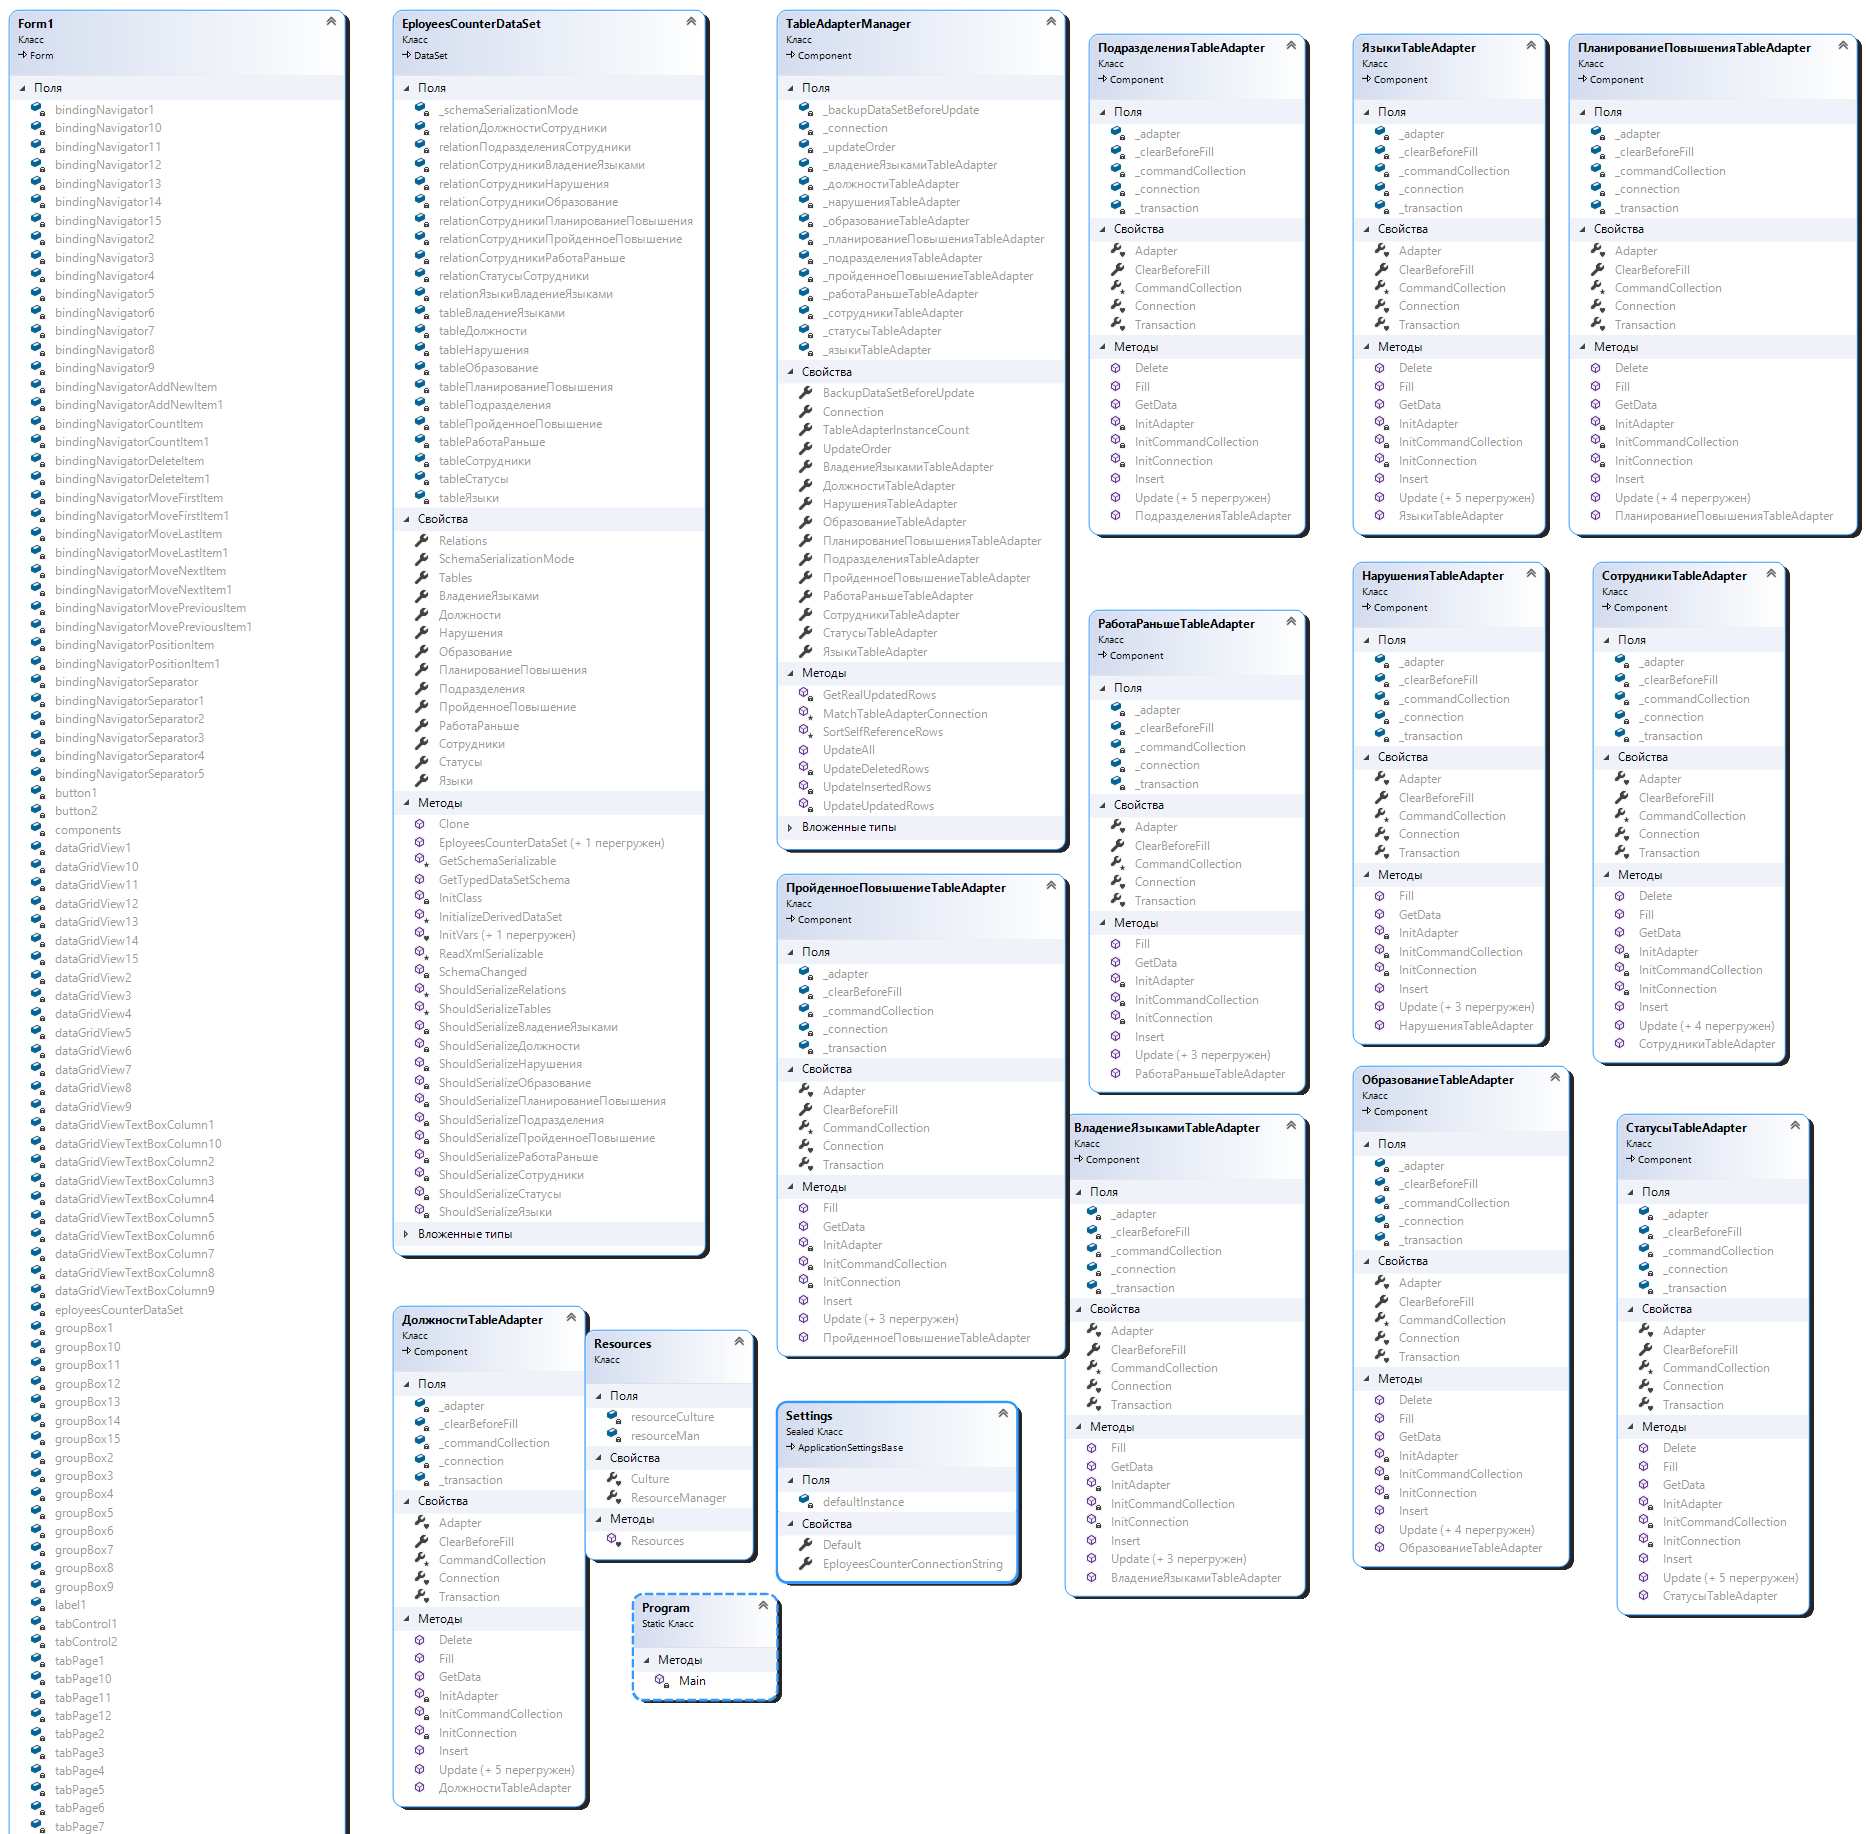 Form1
Класс
Form
Поля
bindingNavigator1
bindingNavigator10
bindingNavigator11
bindingNavigator12
bindingNavigator13
bindingNavigator14
bindingNavigator15
bindingNavigator2
bindingNavigator3
bindingNavigator4
bindingNavigator5
bindingNavigator6
bindingNavigator7
bindingNavigator8
bindingNavigator9
bindingNavigatorAddNewItem
bindingNavigatorAddNewItem1
bindingNavigatorCountItem
bindingNavigatorCountItem1
bindingNavigatorDeleteItem
bindingNavigatorDeleteItem1
bindingNavigatorMoveFirstItem
bindingNavigatorMoveFirstItem1
bindingNavigatorMoveLastItem
bindingNavigatorMoveLastItem1
bindingNavigatorMoveNextItem
bindingNavigatorMoveNextItem1
bindingNavigatorMovePreviousItem
bindingNavigatorMovePreviousItem1
bindingNavigatorPositionItem
bindingNavigatorPositionItem1
bindingNavigatorSeparator
bindingNavigatorSeparator1
bindingNavigatorSeparator2
bindingNavigatorSeparator3
bindingNavigatorSeparator4
bindingNavigatorSeparator5
button1
button2
components
dataGridView1
dataGridView10
dataGridView11
dataGridView12
dataGridView13
dataGridView14
dataGridView15
dataGridView2
dataGridView3
dataGridView4
dataGridView5
dataGridView6
dataGridView7
dataGridView8
dataGridView9
dataGridViewTextBoxColumn1
dataGridViewTextBoxColumn10
dataGridViewTextBoxColumn2
dataGridViewTextBoxColumn3
dataGridViewTextBoxColumn4
dataGridViewTextBoxColumn5
dataGridViewTextBoxColumn6
dataGridViewTextBoxColumn7
dataGridViewTextBoxColumn8
dataGridViewTextBoxColumn9
eployeesCounterDataSet
groupBox1
groupBox10
groupBox11
groupBox12
groupBox13
groupBox14
groupBox15
groupBox2
groupBox3
groupBox4
groupBox5
groupBox6
groupBox7
groupBox8
groupBox9
label1
tabControl1
tabControl2
tabPage1
tabPage10
tabPage11
tabPage12
tabPage2
tabPage3
tabPage4
tabPage5
tabPage6
tabPage7
EployeesCounterDataSet
Класс
DataSet
Поля
_schemaSerializationMode
relationДолжностиСотрудники
relationПодразделенияСотрудники
relationСотрудникиВладениеЯзыками
relationСотрудникиНарушения
relationСотрудникиОбразование
relationСотрудникиПланированиеПовышения
relationСотрудникиПройденноеПовышение
relationСотрудникиРаботаРаньше
relationСтатусыСотрудники
relationЯзыкиВладениеЯзыками
tableВладениеЯзыками
tableДолжности
tableНарушения
tableОбразование
tableПланированиеПовышения
tableПодразделения
tableПройденноеПовышение
tableРаботаРаньше
tableСотрудники
tableСтатусы
tableЯзыки
Свойства
Relations
SchemaSerializationMode
Tables
ВладениеЯзыками
Должности
Нарушения
Образование
ПланированиеПовышения
Подразделения
ПройденноеПовышение
РаботаРаньше
Сотрудники
Статусы
Языки
Методы
Clone
EployeesCounterDataSet (+ 1 перегружен)
GetSchemaSerializable
GetTypedDataSetSchema
InitClass
InitializeDerivedDataSet
InitVars (+ 1 перегружен)
ReadXmlSerializable
SchemaChanged
ShouldSerializeRelations
ShouldSerializeTables
ShouldSerializeВладениеЯзыками
ShouldSerializeДолжности
ShouldSerializeНарушения
ShouldSerializeОбразование
ShouldSerializeПланированиеПовышения
ShouldSerializeПодразделения
ShouldSerializeПройденноеПовышение
ShouldSerializeРаботаРаньше
ShouldSerializeСотрудники
ShouldSerializeСтатусы
ShouldSerializeЯзыки
Вложенные типы
ДолжностиTableAdapter
Класс
Component
Поля
_adapter
_clearBeforeFill
_commandCollection
_connection
_transaction
Свойства
Adapter
ClearBeforeFill
CommandCollection
Connection
Transaction
Методы
Delete
Fill
GetData
InitAdapter
InitCommandCollection
InitConnection
Insert
Update (+ 5 перегружен)
ДолжностиTableAdapter
Resources
Класс
Поля
resourceCulture
resourceMan
Свойства
Culture
ResourceManager
Методы
Resources
Program
Static Класс
Методы
Main
TableAdapterManager
Класс
Component
Поля
_backupDataSetBeforeUpdate
_connection
_updateOrder
_владениеЯзыкамиTableAdapter
_должностиTableAdapter
_нарушенияTableAdapter
_образованиеTableAdapter
_планированиеПовышенияTableAdapter
_подразделенияTableAdapter
_пройденноеПовышениеTableAdapter
_работаРаньшеTableAdapter
_сотрудникиTableAdapter
_статусыTableAdapter
_языкиTableAdapter
Свойства
BackupDataSetBeforeUpdate
Connection
TableAdapterInstanceCount
UpdateOrder
ВладениеЯзыкамиTableAdapter
ДолжностиTableAdapter
НарушенияTableAdapter
ОбразованиеTableAdapter
ПланированиеПовышенияTableAdapter
ПодразделенияTableAdapter
ПройденноеПовышениеTableAdapter
РаботаРаньшеTableAdapter
СотрудникиTableAdapter
СтатусыTableAdapter
ЯзыкиTableAdapter
Методы
GetRealUpdatedRows
MatchTableAdapterConnection
SortSelfReferenceRows
UpdateAll
UpdateDeletedRows
UpdateInsertedRows
UpdateUpdatedRows
Вложенные типы
ПройденноеПовышениеTableAdapter
Класс
Component
Поля
_adapter
_clearBeforeFill
_commandCollection
_connection
_transaction
Свойства
Adapter
ClearBeforeFill
CommandCollection
Connection
Transaction
Методы
Fill
GetData
InitAdapter
InitCommandCollection
InitConnection
Insert
Update (+ 3 перегружен)
ПройденноеПовышениеTableAdapter
Settings
Sealed Класс
ApplicationSettingsBase
Поля
defaultInstance
Свойства
Default
EployeesCounterConnectionString
ПодразделенияTableAdapter
Класс
Component
Поля
_adapter
_clearBeforeFill
_commandCollection
_connection
_transaction
Свойства
Adapter
ClearBeforeFill
CommandCollection
Connection
Transaction
Методы
Delete
Fill
GetData
InitAdapter
InitCommandCollection
InitConnection
Insert
Update (+ 5 перегружен)
ПодразделенияTableAdapter
РаботаРаньшеTableAdapter
Класс
Component
Поля
_adapter
_clearBeforeFill
_commandCollection
_connection
_transaction
Свойства
Adapter
ClearBeforeFill
CommandCollection
Connection
Transaction
Методы
Fill
GetData
InitAdapter
InitCommandCollection
InitConnection
Insert
Update (+ 3 перегружен)
РаботаРаньшеTableAdapter
ВладениеЯзыкамиTableAdapter
Класс
Component
Поля
_adapter
_clearBeforeFill
_commandCollection
_connection
_transaction
Свойства
Adapter
ClearBeforeFill
CommandCollection
Connection
Transaction
Методы
Fill
GetData
InitAdapter
InitCommandCollection
InitConnection
Insert
Update (+ 3 перегружен)
ВладениеЯзыкамиTableAdapter
ЯзыкиTableAdapter
Класс
Component
Поля
_adapter
_clearBeforeFill
_commandCollection
_connection
_transaction
Свойства
Adapter
ClearBeforeFill
CommandCollection
Connection
Transaction
Методы
Delete
Fill
GetData
InitAdapter
InitCommandCollection
InitConnection
Insert
Update (+ 5 перегружен)
ЯзыкиTableAdapter
НарушенияTableAdapter
Класс
Component
Поля
_adapter
_clearBeforeFill
_commandCollection
_connection
_transaction
Свойства
Adapter
ClearBeforeFill
CommandCollection
Connection
Transaction
Методы
Fill
GetData
InitAdapter
InitCommandCollection
InitConnection
Insert
Update (+ 3 перегружен)
НарушенияTableAdapter
ОбразованиеTableAdapter
Класс
Component
Поля
_adapter
_clearBeforeFill
_commandCollection
_connection
_transaction
Свойства
Adapter
ClearBeforeFill
CommandCollection
Connection
Transaction
Методы
Delete
Fill
GetData
InitAdapter
InitCommandCollection
InitConnection
Insert
Update (+ 4 перегружен)
ОбразованиеTableAdapter
ПланированиеПовышенияTableAdapter
Класс
Component
Поля
_adapter
_clearBeforeFill
_commandCollection
_connection
_transaction
Свойства
Adapter
ClearBeforeFill
CommandCollection
Connection
Transaction
Методы
Delete
Fill
GetData
InitAdapter
InitCommandCollection
InitConnection
Insert
Update (+ 4 перегружен)
ПланированиеПовышенияTableAdapter
СотрудникиTableAdapter
Класс
Component
Поля
_adapter
_clearBeforeFill
_commandCollection
_connection
_transaction
Свойства
Adapter
ClearBeforeFill
CommandCollection
Connection
Transaction
Методы
Delete
Fill
GetData
InitAdapter
InitCommandCollection
InitConnection
Insert
Update (+ 4 перегружен)
СотрудникиTableAdapter
СтатусыTableAdapter
Класс
Component
Поля
_adapter
_clearBeforeFill
_commandCollection
_connection
_transaction
Свойства
Adapter
ClearBeforeFill
CommandCollection
Connection
Transaction
Методы
Delete
Fill
GetData
InitAdapter
InitCommandCollection
InitConnection
Insert
Update (+ 5 перегружен)
СтатусыTableAdapter